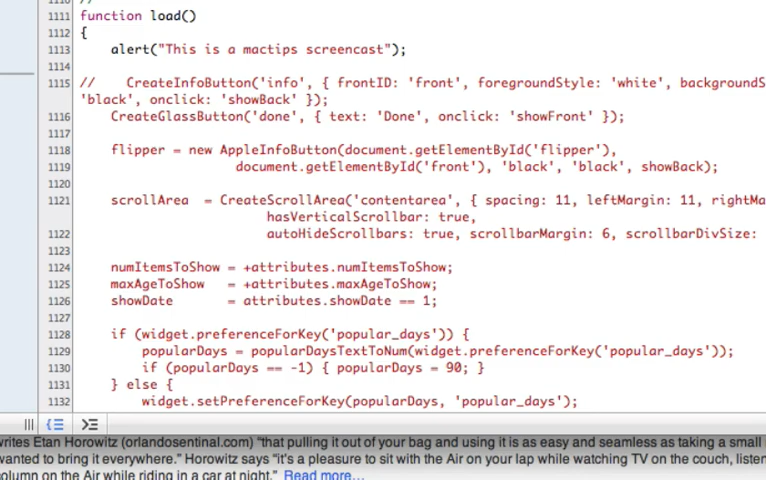 1111 function load()
1112 {
1113 alert("This is a mactips screencast");
1114
1115 // CreateInfoButton('info', { frontID: 'front', foregroundStyle: 'white', backgroundS
'black', onclick: 'showBack' });
1116 CreateGlassButton('done', { text: 'Done', onclick: 'showFront' });
1117
1118 flipper = new AppleInfoButton(document.getElementById('flipper'),
1119 document.getElementById('front'), 'black', 'black', showBack);
1120
1121 scrollArea = CreateScrollArea('contentarea', { spacing: 11, leftMargin: 11, rightMa
hasVerticalScrollbar: true,
1122 autoHideScrollbars: true, scrollbarMargin: 6, scrollbarDivSize:
1123
1124 numItemsToShow = +attributes.numItemsToShow;
1125 maxAgeToShow = +attributes.maxAgeToShow;
1126 showDate = attributes.showDate == 1;
1127
1128 if (widget.preferenceForKey('popular_days')) {
1129 popularDays = popularDaysTextToNum(widget.preferenceForKey('popular_days'));
1130 if (popularDays == -1) { popularDays = 90; }
1131 } else {
1132 widget.setPreferenceForKey(popularDays, 'popular_days');
writes Etan Horowitz (orlandosentinal.com) "that pulling it out of your bag and using it is as easy and seamless as taking a small
wanted to bring it everywhere." Horowitz says "it's a pleasure to sit with the Air on your lap while watching TV on the couch, listen
column on the Air while riding in a car at night." Read more...